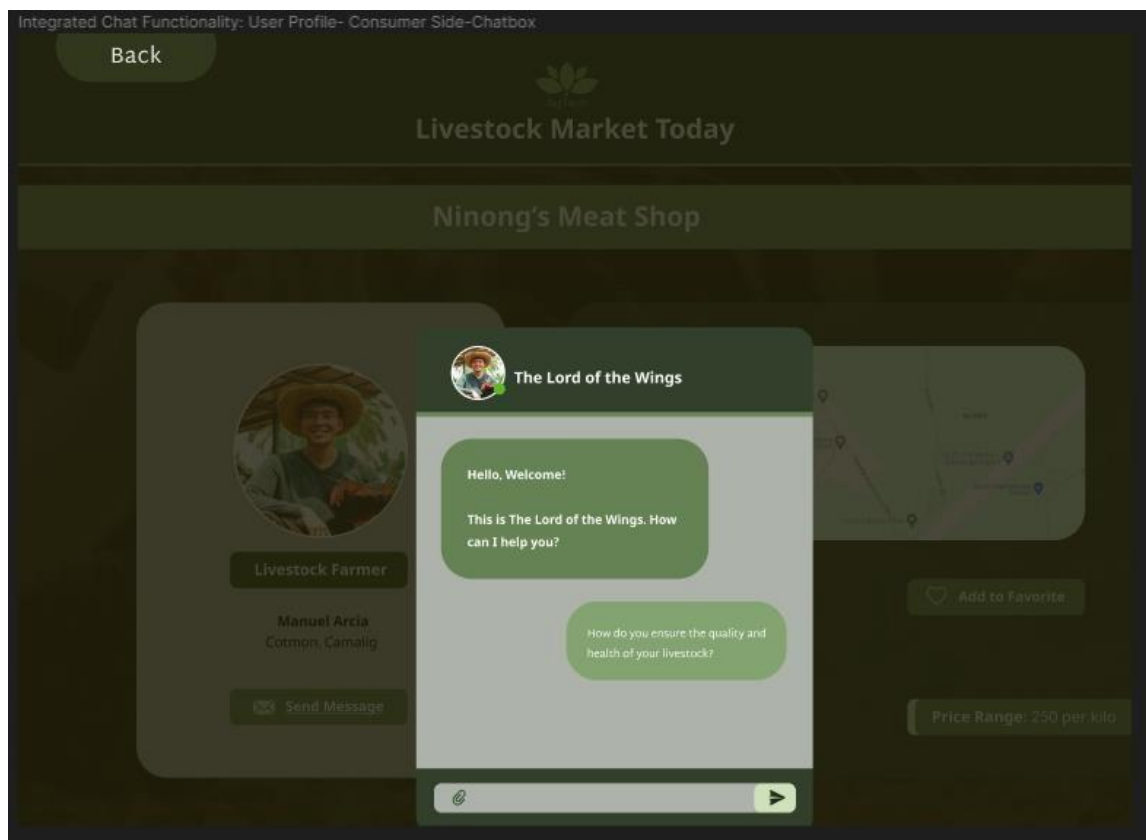 Integrated Chat Functionality: User Profile- Consumer Side-Chatbox
Back
Livestock Market Today
Ninong's Meat Shop
The Lord of the Wings
Hello, Welcome!
This is The Lord of the Wings. How
can I help you?
How do you ensure the quality and
health of your livestock?
Livestock Farmer
Manuel Arcia
Cotmon, Camalig
Send Message
Add to Favorite
Price Range: 250 per kilo